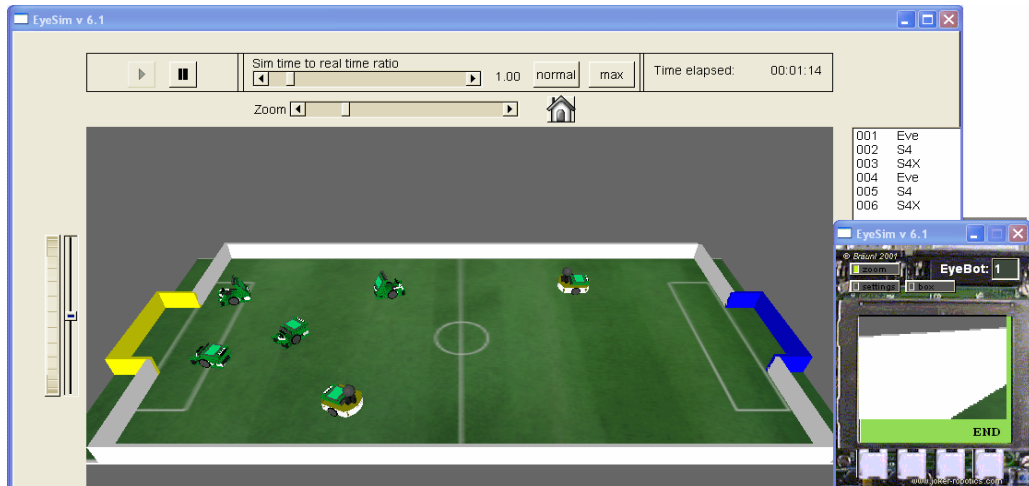 EyeSim v 6.1
Sim time to real time ratio
1.00 normal max
Time elapsed: 00:01:14
Zoom
001 Eve
002 S4
003 S4X
004 Eve
005 S4
006 S4X
EyeSim v 6.1
© Bräunl 2001
zoom
EyeBot: 1
settings box
END
www.joker-robotics.com